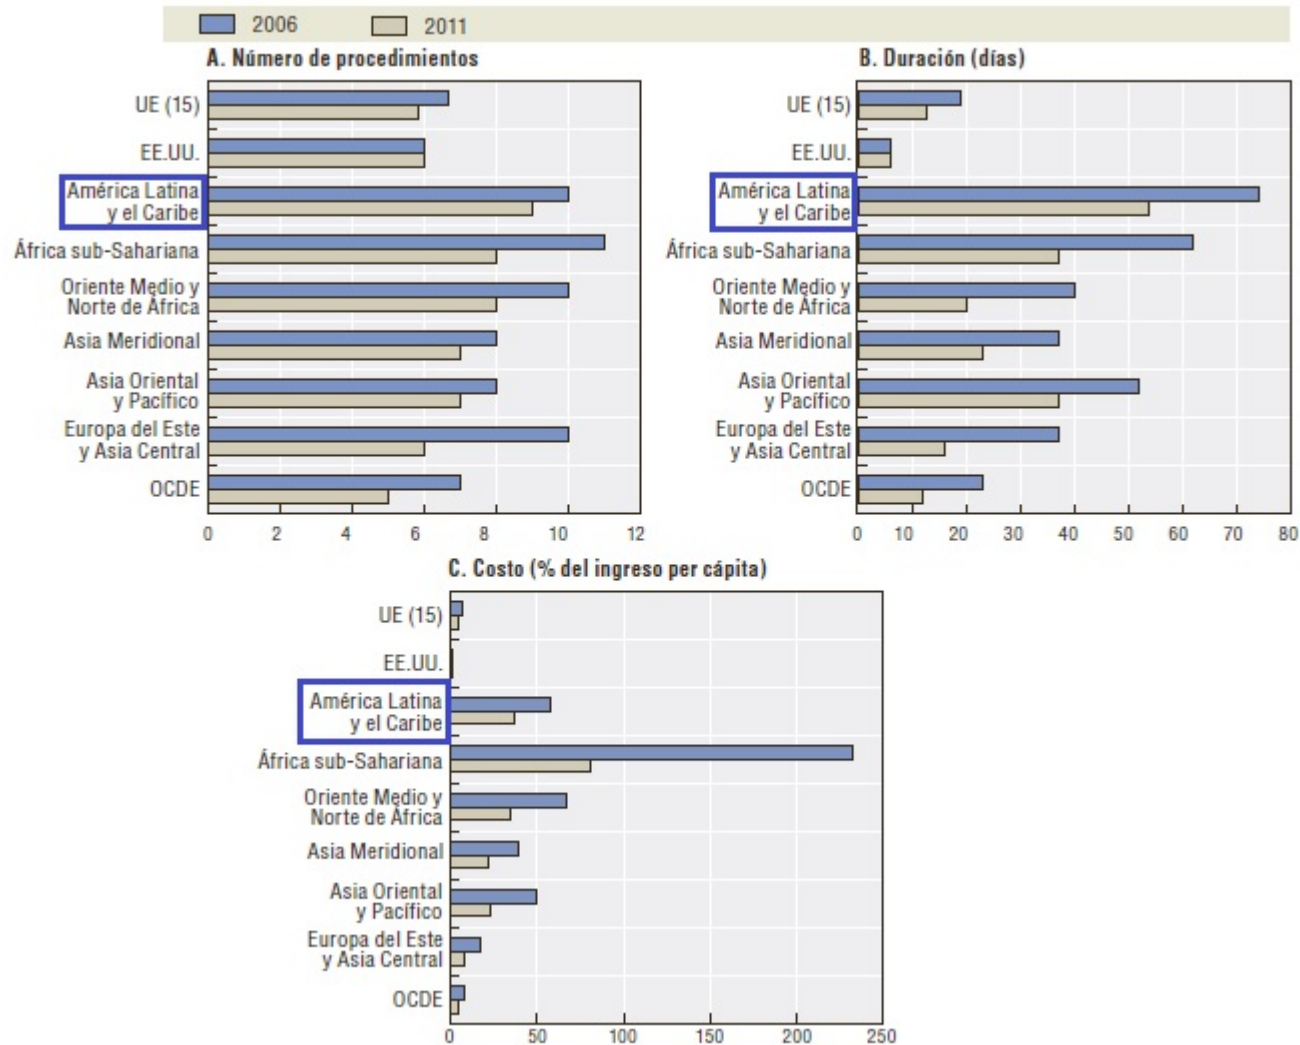 2006 2011
A. Número de procedimientos
UE (15)
EE.UU.
América Latina
y el Caribe
África sub-Sahariana
Oriente Medio y
Norte de África
Asia Meridional
Asia Oriental
y Pacífico
Europa del Este
y Asia Central
OCDE
0 2 4 6 8 10 12
B. Duración (días)
UE (15)
EE.UU.
América Latina
y el Caribe
África sub-Sahariana
Oriente Medio y
Norte de África
Asia Meridional
Asia Oriental
y Pacífico
Europa del Este
y Asia Central
OCDE
0 10 20 30 40 50 60 70 80
C. Costo (% del ingreso per cápita)
UE (15)
EE.UU.
América Latina
y el Caribe
África sub-Sahariana
Oriente Medio y
Norte de África
Asia Meridional
Asia Oriental
y Pacífico
Europa del Este
y Asia Central
OCDE
0 50 100 150 200 250